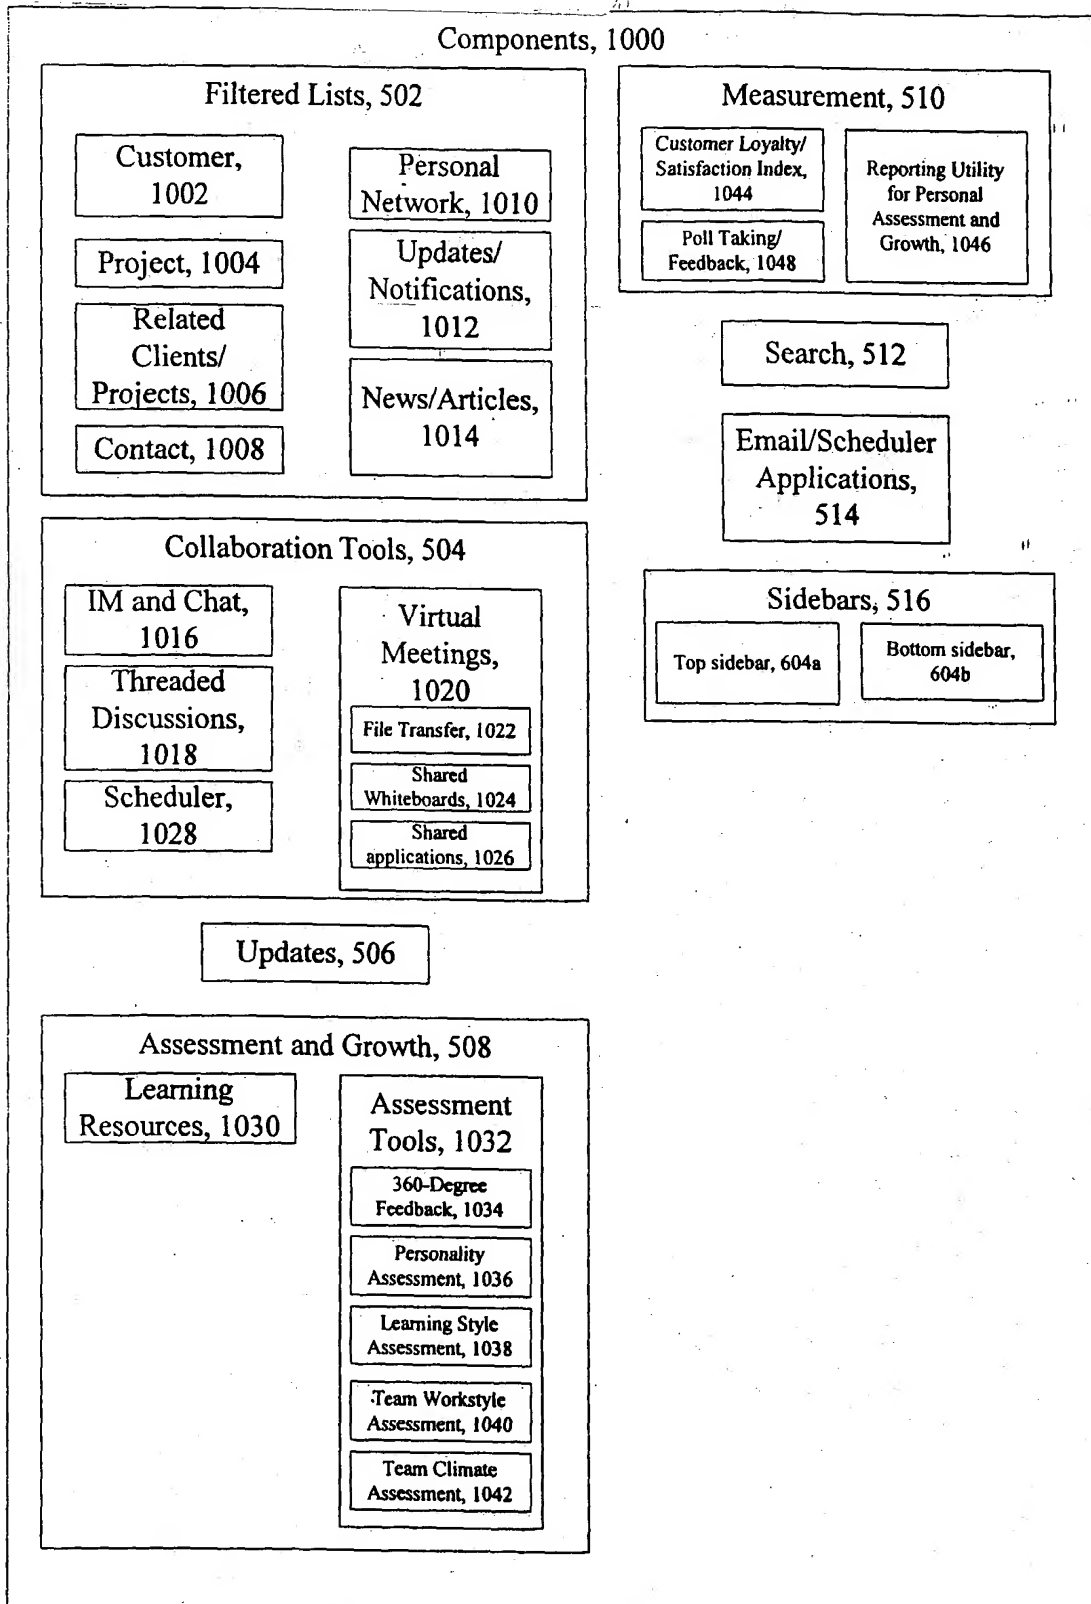 Components, 1000
Filtered Lists, 502
Customer,
1002
Project, 1004
Related
Clients/
Projects, 1006
Contact, 1008
Personal
Network, 1010
Updates/
Notifications,
1012
News/Articles,
1014
Collaboration Tools, 504
IM and Chat,
1016
Threaded
Discussions,
1018
Scheduler,
1028
Virtual
Meetings,
1020
File Transfer, 1022
Shared
Whiteboards, 1024
Shared
applications, 1026
Updates, 506
Assessment and Growth, 508
Learning
Resources, 1030
Assessment
Tools, 1032
360-Degree
Feedback, 1034
Personality
Assessment, 1036
Learning Style
Assessment, 1038
Team Workstyle
Assessment, 1040
Team Climate
Assessment, 1042
Measurement, 510
Customer Loyalty/
Satisfaction Index,
1044
Poll Taking/
Feedback, 1048
Reporting Utility
for Personal
Assessment and
Growth, 1046
Search, 512
Email/Scheduler
Applications,
514
Sidebars, 516
Top sidebar, 604a
Bottom sidebar,
604b